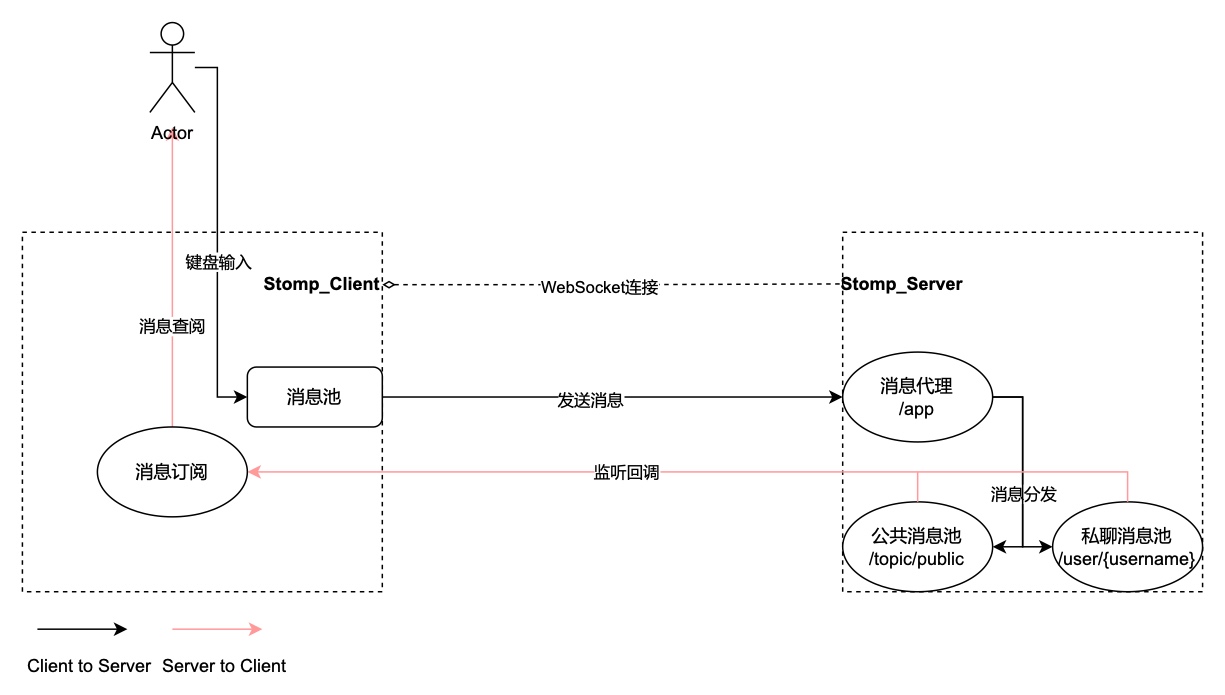 Actor
键盘输入
Stomp_Client
WebSocket连接
Stomp_Server
消息查阅
消息池
发送消息
消息代理
/app
消息订阅
监听回调
消息分发
公共消息池
/topic/public
私聊消息池
/user/{username}
Client to Server
Server to Client